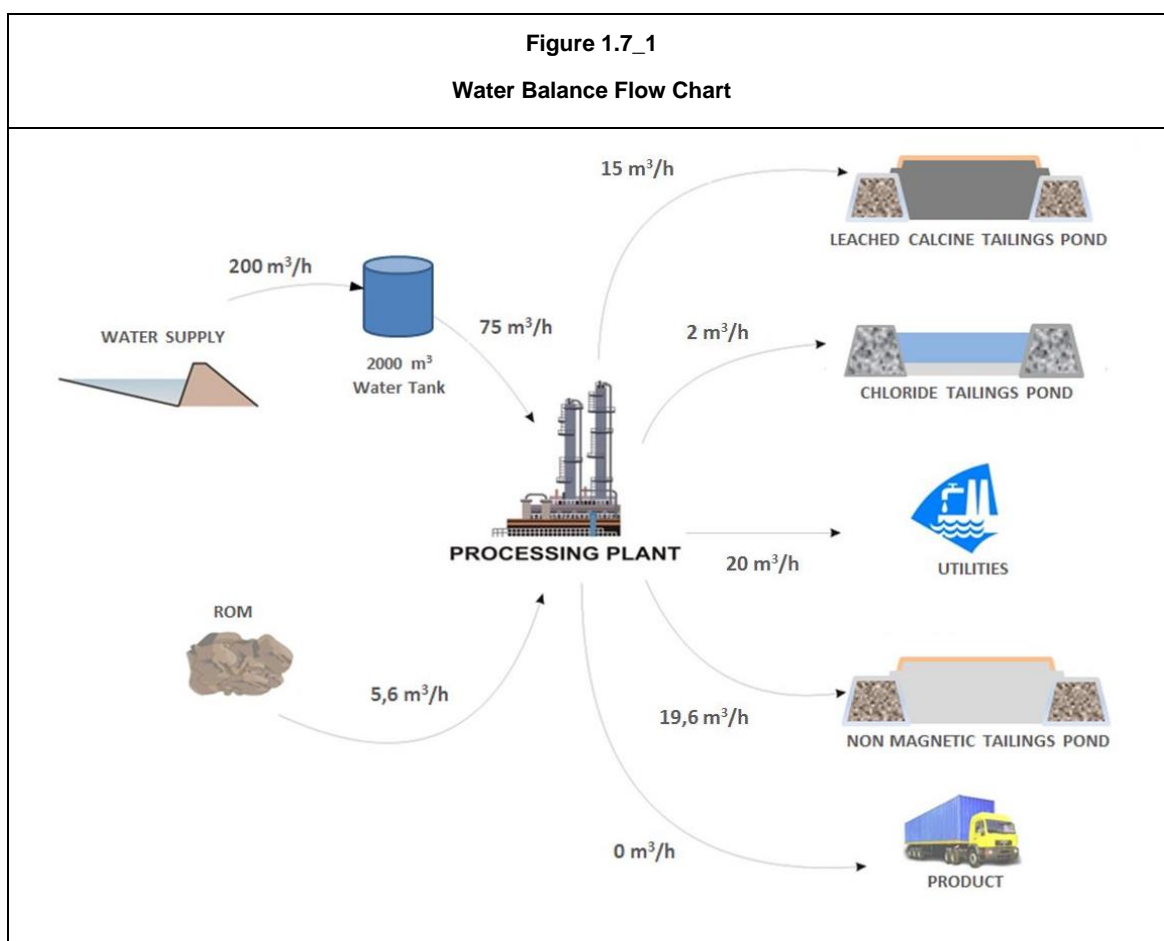 Figure 1.7_1
Water Balance Flow Chart
15 m³/h
LEACHED CALCINE TAILINGS POND
200 m³/h
WATER SUPPLY
2000 m³
Water Tank
75 m³/h
2 m³/h
CHLORIDE TAILINGS POND
PROCESSING PLANT
20 m³/h
UTILITIES
ROM
5,6 m³/h
19,6 m³/h
NON MAGNETIC TAILINGS POND
0 m³/h
PRODUCT